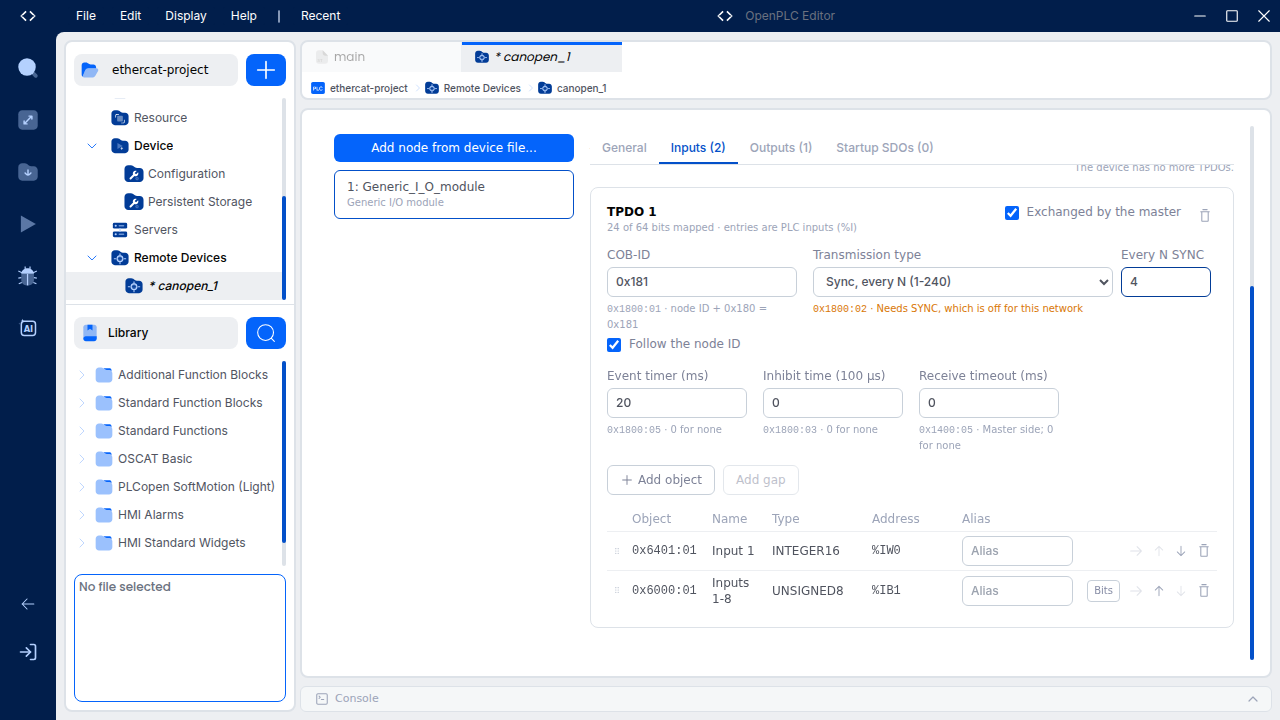 File Edit Display Help | Recent
OpenPLC Editor
ethercat-project
Resource
Device
Configuration
Persistent Storage
Servers
Remote Devices
* canopen_1
Library
Additional Function Blocks
Standard Function Blocks
Standard Functions
OSCAT Basic
PLCopen SoftMotion (Light)
HMI Alarms
HMI Standard Widgets
No file selected
AI
main
* canopen_1
PLC ethercat-project Remote Devices canopen_1
Add node from device file...
1: Generic_I_O_module
Generic I/O module
General Inputs (2) Outputs (1) Startup SDOs (0)
The device has no more TPDOs.
TPDO 1
Exchanged by the master
24 of 64 bits mapped · entries are PLC inputs (%I)
COB-ID Transmission type Every N SYNC
0x181 Sync, every N (1-240) 4
0x1800:01 · node ID + 0x180 =
0x181
0x1800:02 · Needs SYNC, which is off for this network
Follow the node ID
Event timer (ms) Inhibit time (100 µs) Receive timeout (ms)
20 0 0
0x1800:05 · 0 for none
0x1800:03 · 0 for none
0x1400:05 · Master side; 0
for none
Add object Add gap
Object Name Type Address Alias
0x6401:01 Input 1 INTEGER16 %IW0 Alias
0x6000:01 Inputs
1-8 UNSIGNED8 %IB1 Alias Bits
Console